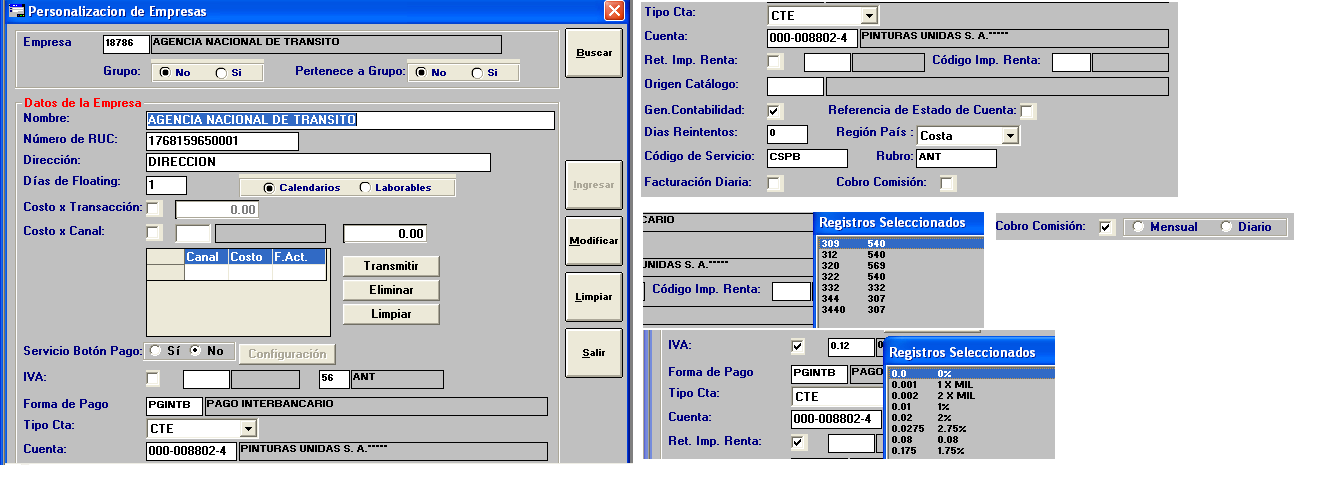 Personalizacion de Empresas
Empresa 18786 AGENCIA NACIONAL DE TRANSITO
Buscar
Grupo: No Si Pertenece a Grupo: No Si
Datos de la Empresa
Nombre: AGENCIA NACIONAL DE TRANSITO
Número de RUC: 1768159650001
Dirección: DIRECCION
Días de Floating: 1 Calendarios Laborables
Ingresar
Costo x Transacción: 0.00
Costo x Canal: 0.00
Modificar
Canal Costo F.Act.
Transmitir
Eliminar
Limpiar
Limpiar
Servicio Botón Pago: Sí No Configuración
Salir
IVA: 56 ANT
Forma de Pago PGINTB PAGO INTERBANCARIO
Tipo Cta: CTE
Cuenta: 000-008802-4 PINTURAS UNIDAS S. A.*****
Tipo Cta: CTE
Cuenta: 000-008802-4 PINTURAS UNIDAS S. A.*****
Ret. Imp. Renta: Código Imp. Renta:
Origen Catálogo:
Gen.Contabilidad: Referencia de Estado de Cuenta:
Dias Reintentos: 0 Región País : Costa
Código de Servicio: CSPB Rubro: ANT
Facturación Diaria: Cobro Comisión:
CARIO
UNIDAS S. A.*****
Código Imp. Renta:
Registros Seleccionados
309 540
312 540
320 569
322 540
332 332
344 307
3440 307
Cobro Comisión: Mensual Diario
IVA: 0.12
Forma de Pago PGINTB PAGO
Tipo Cta: CTE
Cuenta: 000-008802-4
Ret. Imp. Renta:
Registros Seleccionados
0.0 0%
0.001 1 X MIL
0.002 2 X MIL
0.01 1%
0.02 2%
0.0275 2.75%
0.08 0.08
0.175 1.75%